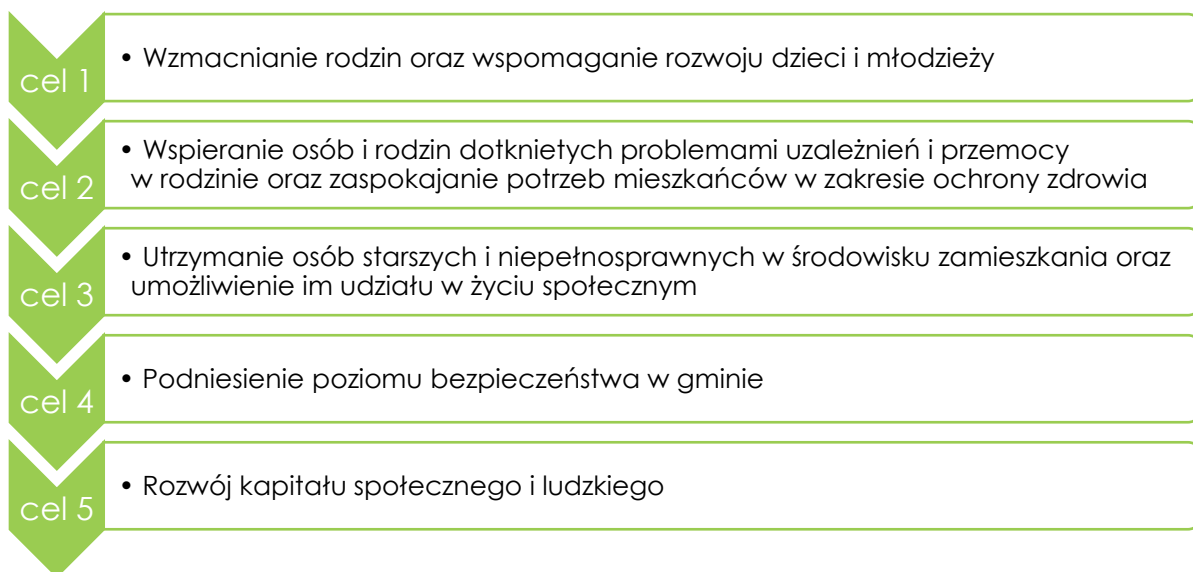 cel 1
• Wzmacnianie rodzin oraz wspomaganie rozwoju dzieci i młodzieży
cel 2
• Wspieranie osób i rodzin dotkniętych problemami uzależnień i przemocy
w rodzinie oraz zaspokajanie potrzeb mieszkańców w zakresie ochrony zdrowia
cel 3
• Utrzymanie osób starszych i niepełnosprawnych w środowisku zamieszkania oraz
umożliwienie im udziału w życiu społecznym
cel 4
• Podniesienie poziomu bezpieczeństwa w gminie
cel 5
• Rozwój kapitału społecznego i ludzkiego